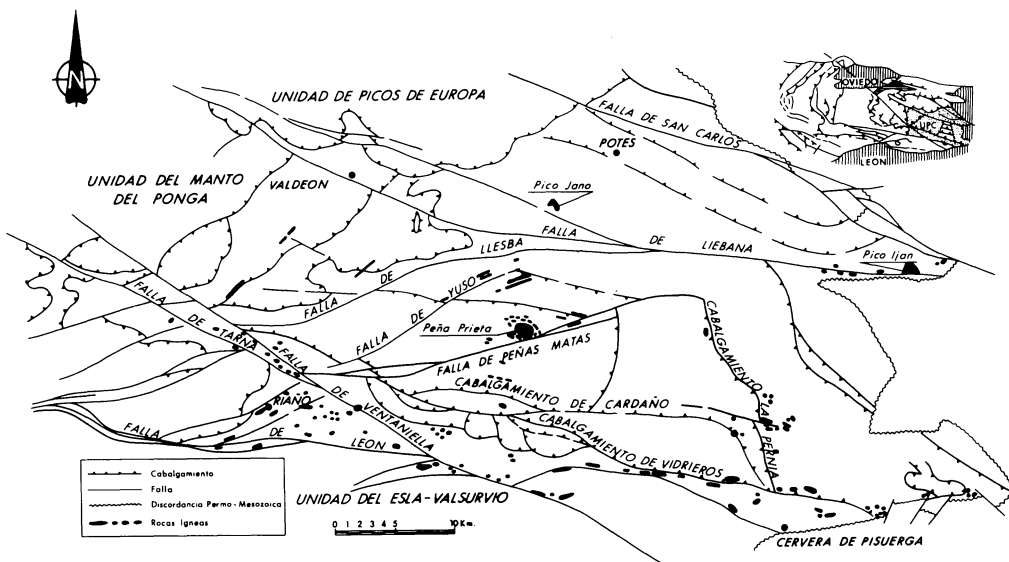 N
UNIDAD DE PICOS DE EUROPA
OVIEDO
UPC
LEON
FALLA DE SAN CARLOS
POTES
UNIDAD DEL MANTO
DEL PONGA
VALDEON
Pico Jano
FALLA DE LIEBANA
Pico Ijan
FALLA DE LLESBA
FALLA DE YUSO
Peña Prieta
FALLA DE PEÑAS MATAS
CABALGAMIENTO LA PERNIA
FALLA DE TARNA
FALLA DE VENTANIELLA
CABALGAMIENTO DE CARDAÑO
RIAÑO
FALLA DE LEON
CABALGAMIENTO DE VIDRIEROS
Cabalgamiento
Falla
Discordancia Permo-Mesozoica
Rocas Igneas
UNIDAD DEL ESLA-VALSURVIO
0 1 2 3 4 5 10 Km.
CERVERA DE PISUERGA